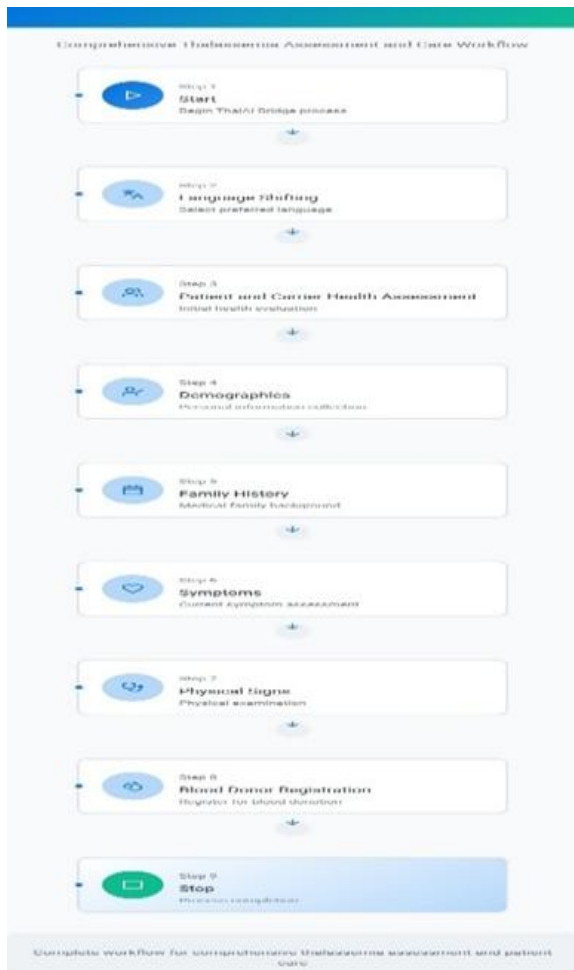 Comprehensive Thalassemia Assessment and Care Workflow
Step 1
Start
Begin ThalAI Bridge process
Step 2
Language Shifting
Select preferred language
Step 3
Patient and Carrier Health Assessment
Initial health evaluation
Step 4
Demographics
Personal information collection
Step 5
Family History
Medical family background
Step 6
Symptoms
Current symptom assessment
Step 7
Physical Signs
Physical examination
Step 8
Blood Donor Registration
Register for blood donation
Step 9
Stop
Process completion
Complete workflow for comprehensive thalassemia assessment and patient
care